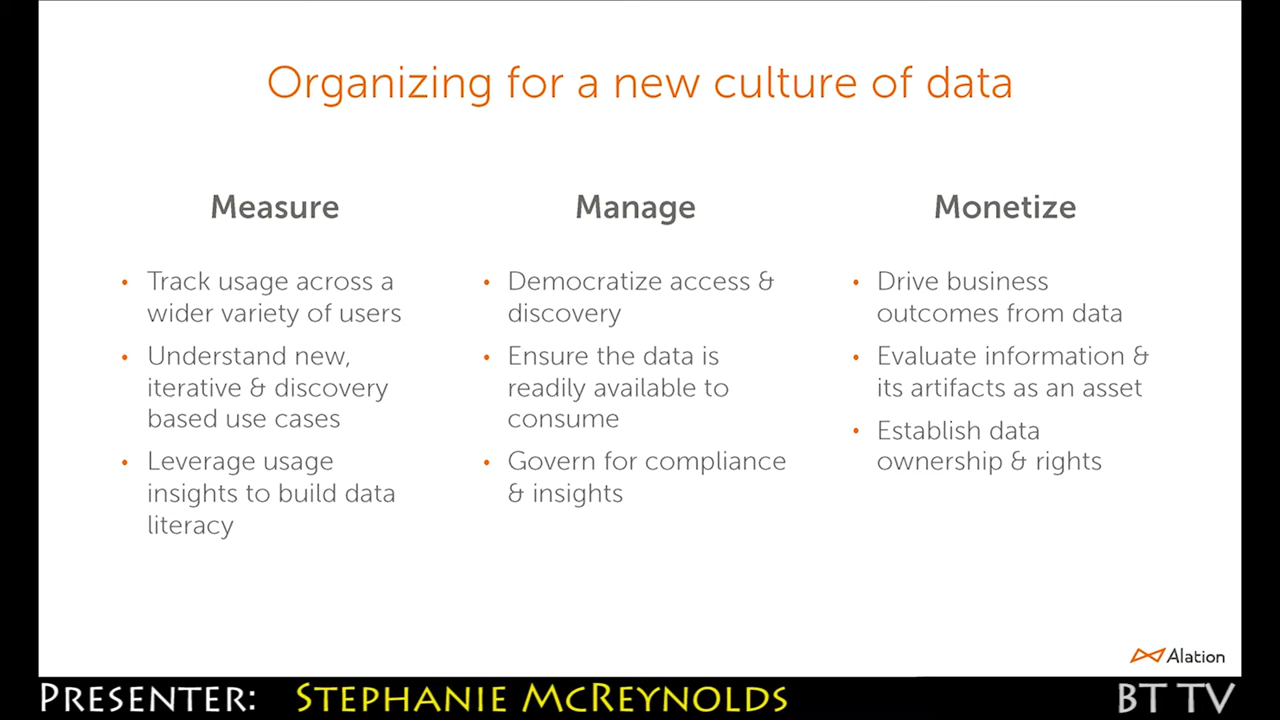 Organizing for a new culture of data
Measure
• Track usage across a
wider variety of users
• Understand new,
iterative & discovery
based use cases
• Leverage usage
insights to build data
literacy
Manage
• Democratize access &
discovery
• Ensure the data is
readily available to
consume
• Govern for compliance
& insights
Monetize
• Drive business
outcomes from data
• Evaluate information &
its artifacts as an asset
• Establish data
ownership & rights
Alation
PRESENTER: STEPHANIE MCREYNOLDS
BT TV